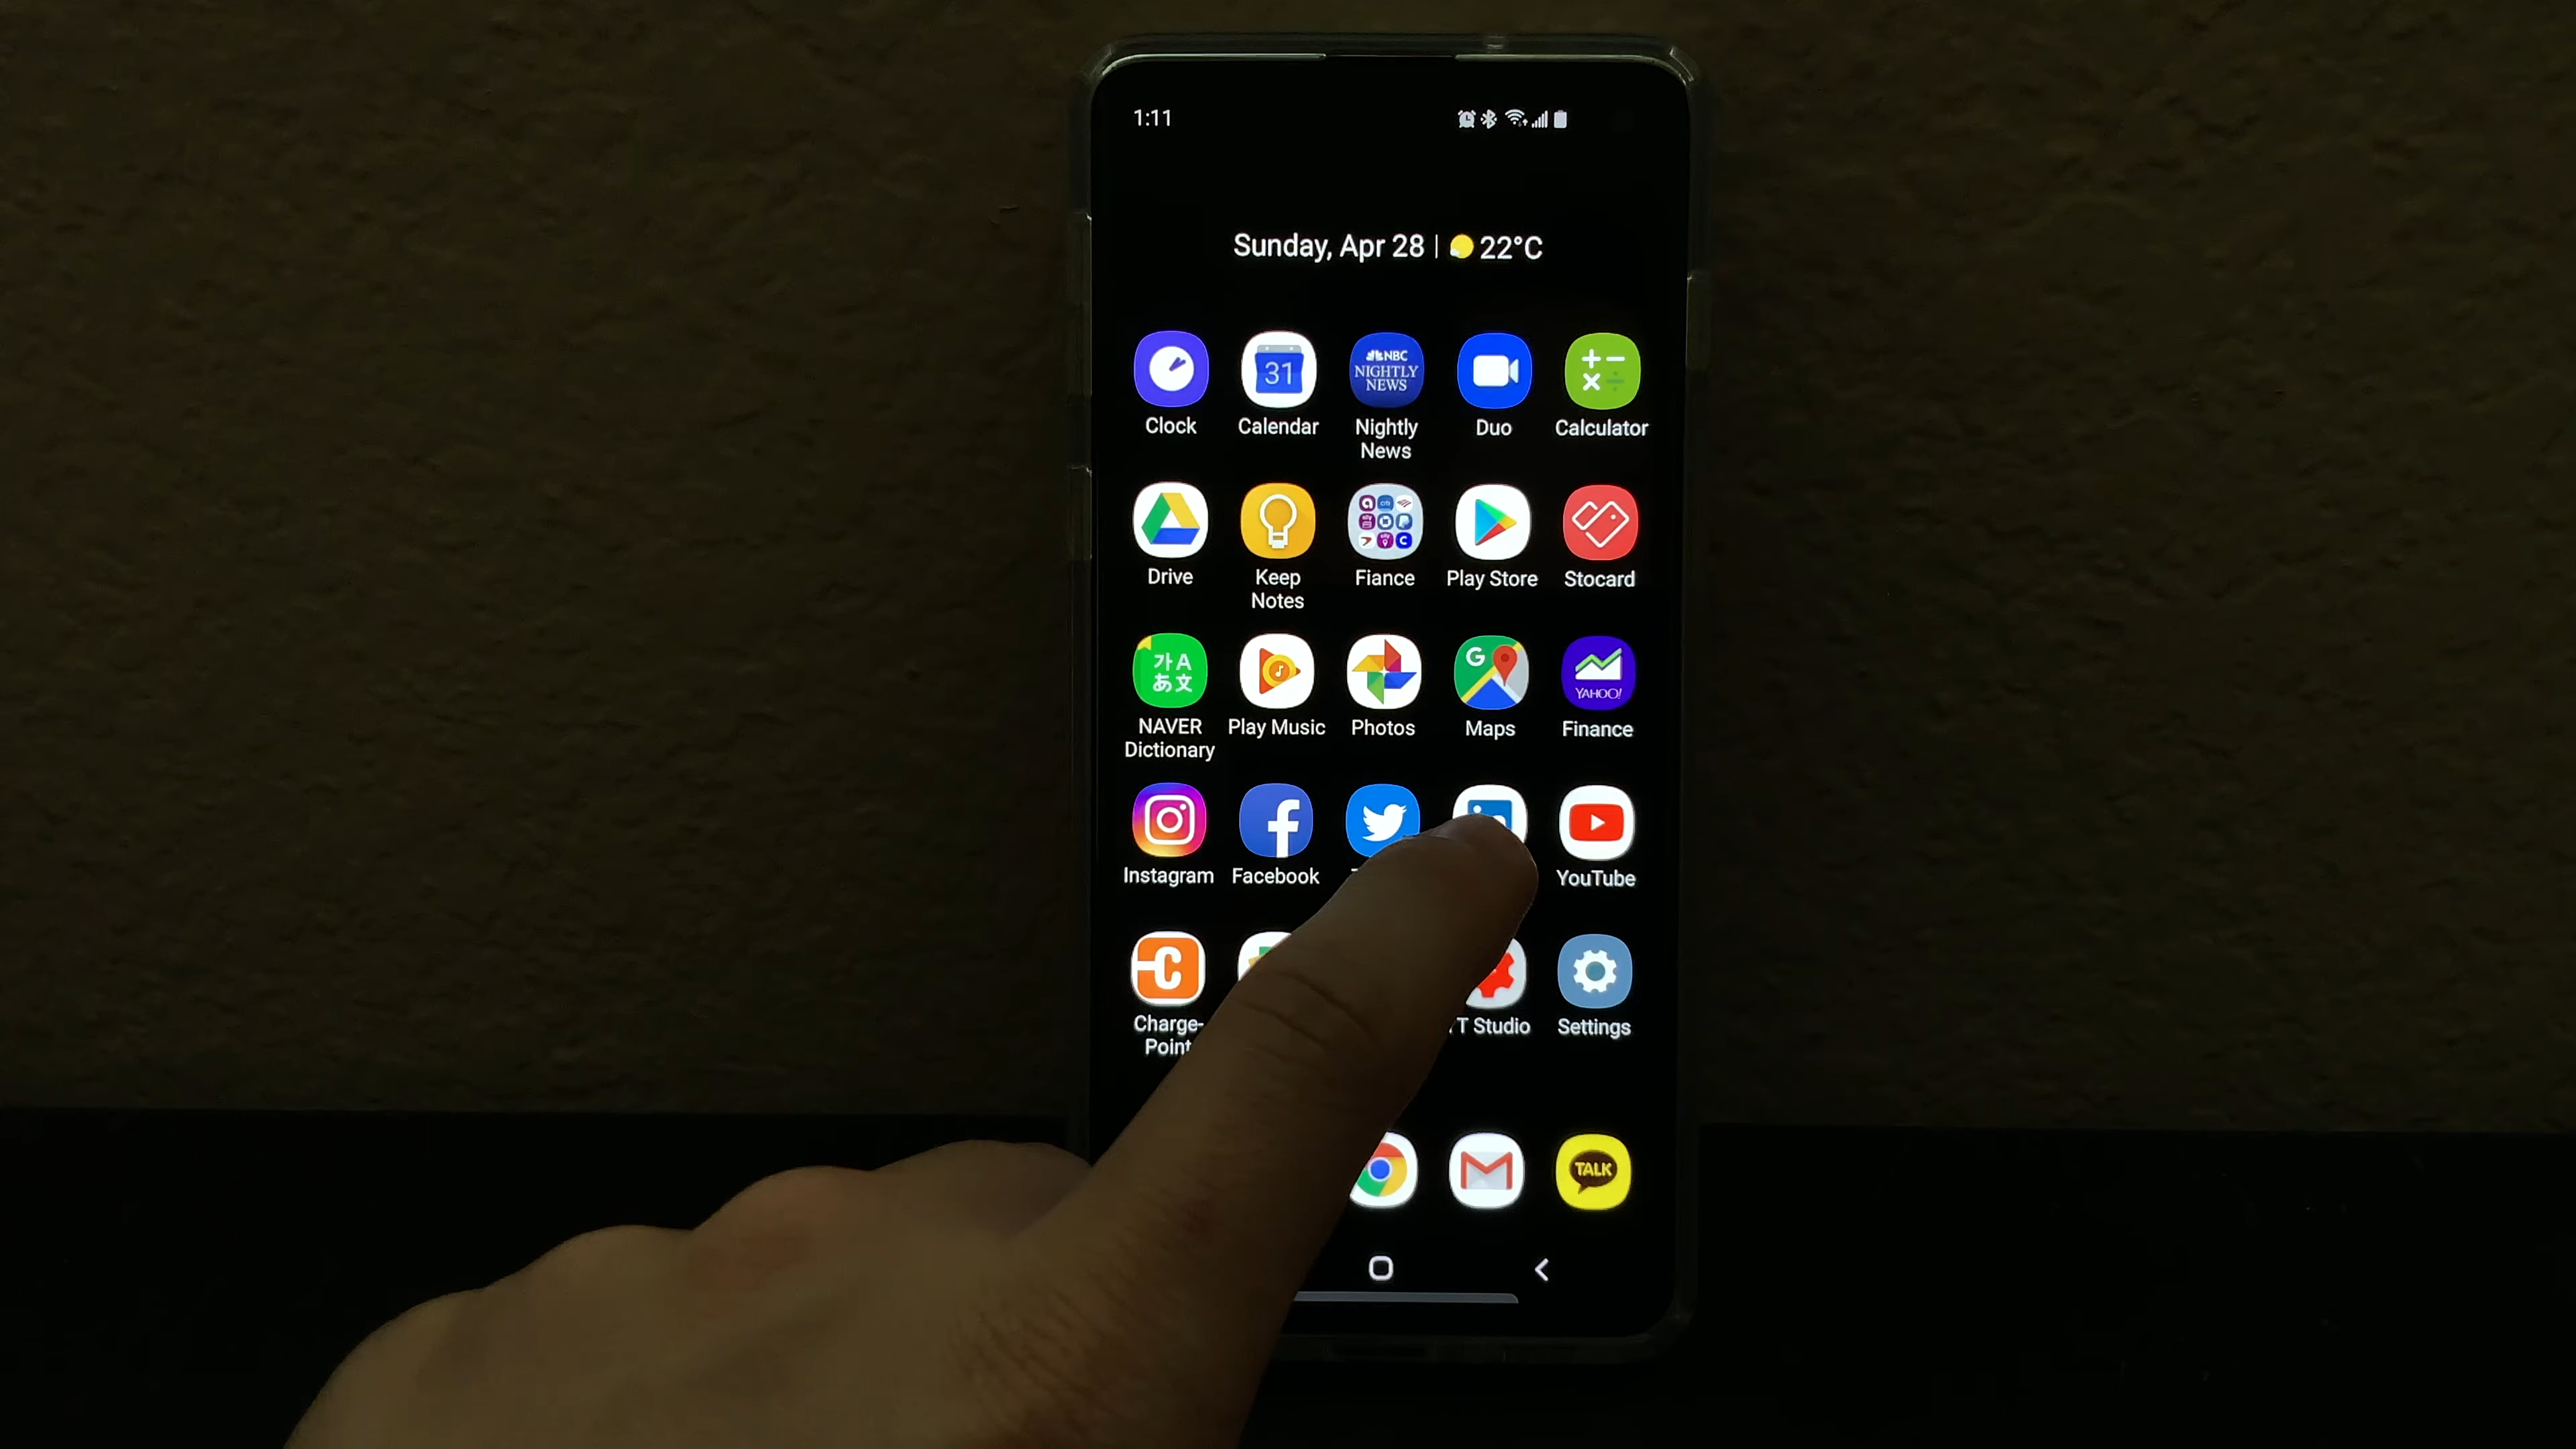 1:11
Sunday, Apr 28 | 22°C
31
NBC
NIGHTLY
NEWS
Clock Calendar Nightly News Duo Calculator
Drive Keep Notes Fiance Play Store Stocard
가 A
あ 文
G
YAHOO!
NAVER Dictionary Play Music Photos Maps Finance
Instagram Facebook YouTube
Charge-
Point
T Studio Settings
TALK